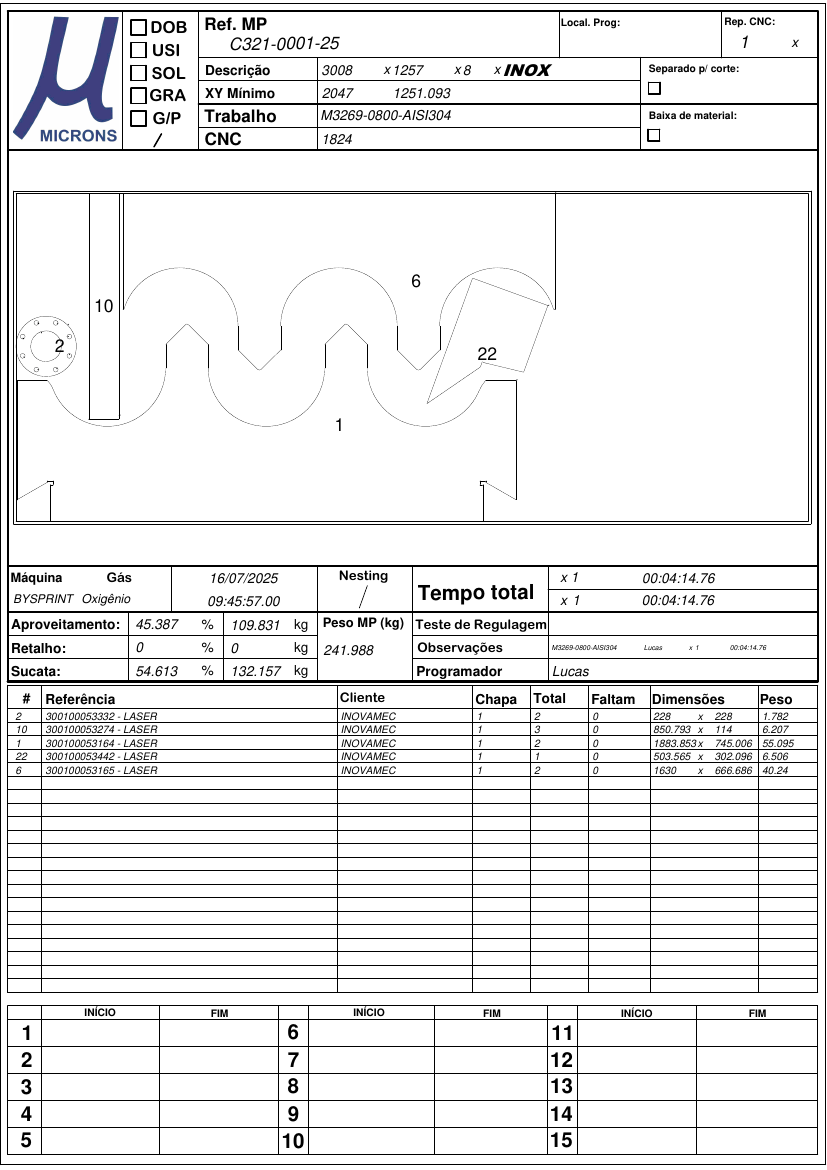 µ
MICRONS
DOB
USI
SOL
GRA
G/P
/
Ref. MP
C321-0001-25
Local. Prog:
Rep. CNC:
1 x
Descrição 3008 x 1257 x 8 x INOX
Separado p/ corte:
XY Mínimo 2047 1251.093
Trabalho M3269-0800-AISI304
Baixa de material:
CNC 1824
10
6
2
22
1
Máquina Gás
BYSPRINT Oxigênio
16/07/2025
09:45:57.00
Nesting
/
Tempo total
x 1 00:04:14.76
x 1 00:04:14.76
Aproveitamento: 45.387 % 109.831 kg
Peso MP (kg)
241.988
Teste de Regulagem
Retalho: 0 % 0 kg
Observações M3269-0800-AISI304 Lucas x 1 00:04:14.76
Sucata: 54.613 % 132.157 kg
Programador Lucas
# Referência Cliente Chapa Total Faltam Dimensões Peso
2 300100053332 - LASER INOVAMEC 1 2 0 228 x 228 1.782
10 300100053274 - LASER INOVAMEC 1 3 0 850.793 x 114 6.207
1 300100053164 - LASER INOVAMEC 1 2 0 1883.853 x 745.006 55.095
22 300100053442 - LASER INOVAMEC 1 1 0 503.565 x 302.096 6.506
6 300100053165 - LASER INOVAMEC 1 2 0 1630 x 666.686 40.24
INÍCIO FIM INÍCIO FIM INÍCIO FIM
1 6 11
2 7 12
3 8 13
4 9 14
5 10 15